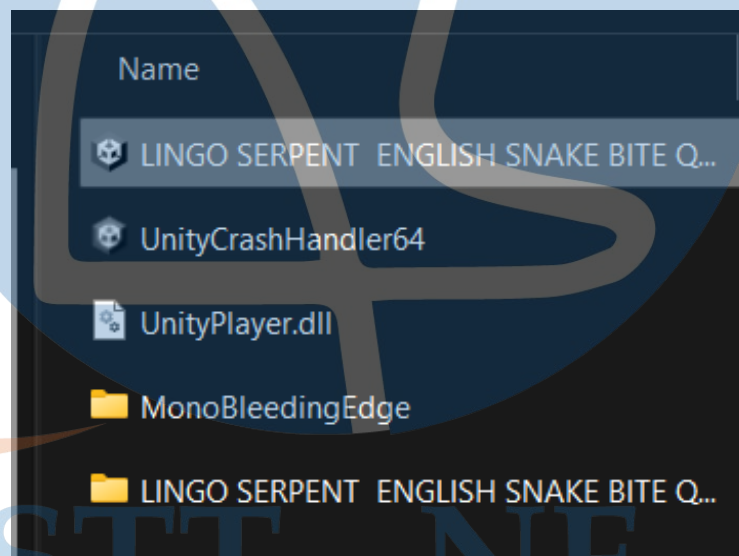 Name
LINGO SERPENT  ENGLISH SNAKE BITE Q...
UnityCrashHandler64
UnityPlayer.dll
MonoBleedingEdge
LINGO SERPENT  ENGLISH SNAKE BITE Q...